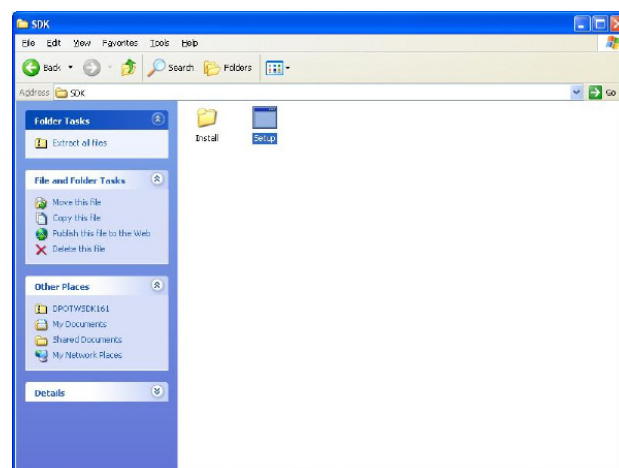 SDK
File Edit View Favorites Tools Help
Back Search Folders
Address SDK Go
Folder Tasks
Extract all files
File and Folder Tasks
Move this file
Copy this file
Publish this file to the Web
Delete this file
Other Places
DPOTWSDK161
My Documents
Shared Documents
My Network Places
Details
Install
Setup